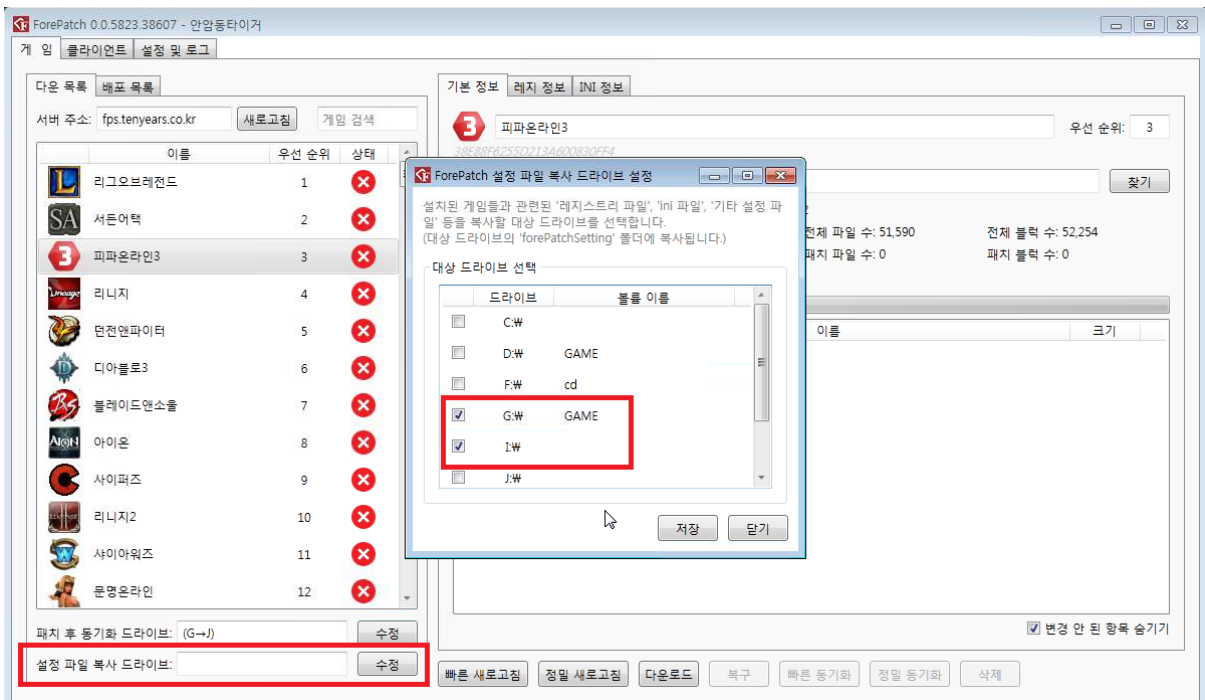 ForePatch 0.0.5823.38607 - 안암동타이거
게 임 클라이언트 설정 및 로그
다운 목록 배포 목록
서버 주소: fps.tenyears.co.kr 새로고침 게임 검색
이름 우선 순위 상태
리그오브레전드 1
SA 서든어택 2
3 피파온라인3 3
Lineage 리니지 4
던전앤파이터 5
디아블로3 6
BS 블레이드앤소울 7
AION 아이온 8
사이퍼즈 9
리니지2 10
샤이아워즈 11
문명온라인 12
패치 후 동기화 드라이브: (G→J) 수정
설정 파일 복사 드라이브: 수정
기본 정보 레지 정보 INI 정보
3 피파온라인3 우선 순위: 3
38E88F6255D213A600830FF4
찾기
전체 파일 수: 51,590 전체 블럭 수: 52,254
패치 파일 수: 0 패치 블럭 수: 0
이름 크기
변경 안 된 항목 숨기기
빠른 새로고침 정밀 새로고침 다운로드 복구 빠른 동기화 정밀 동기화 삭제
ForePatch 설정 파일 복사 드라이브 설정
설치된 게임들과 관련된 '레지스트리 파일', 'ini 파일', '기타 설정 파
일' 등을 복사할 대상 드라이브를 선택합니다.
(대상 드라이브의 'forePatchSetting' 폴더에 복사됩니다.)
대상 드라이브 선택
드라이브 볼륨 이름
C:₩
D:₩ GAME
F:₩ cd
G:₩ GAME
I:₩
J:₩
저장 닫기